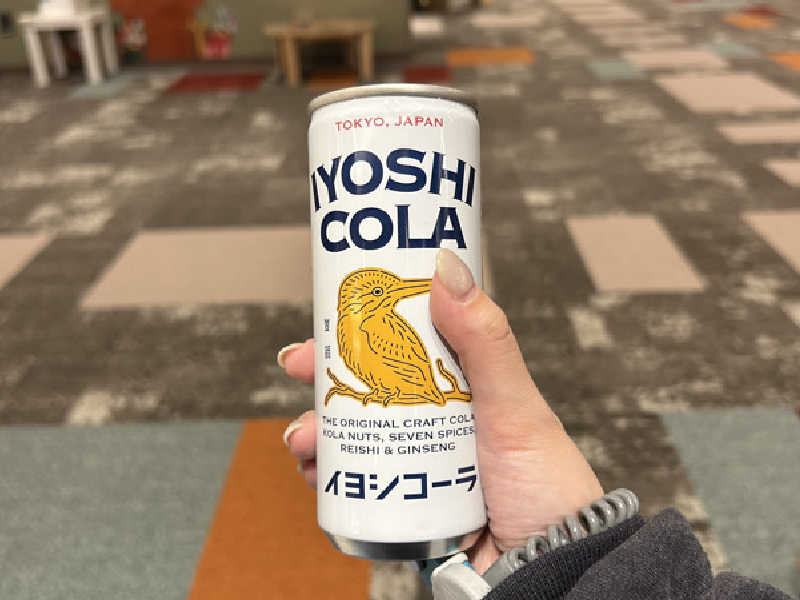 TOKYO, JAPAN
IYOSHI
COLA
THE ORIGINAL CRAFT COLA
KOLA NUTS, SEVEN SPICES,
REISHI & GINSENG
イヨシコーラ